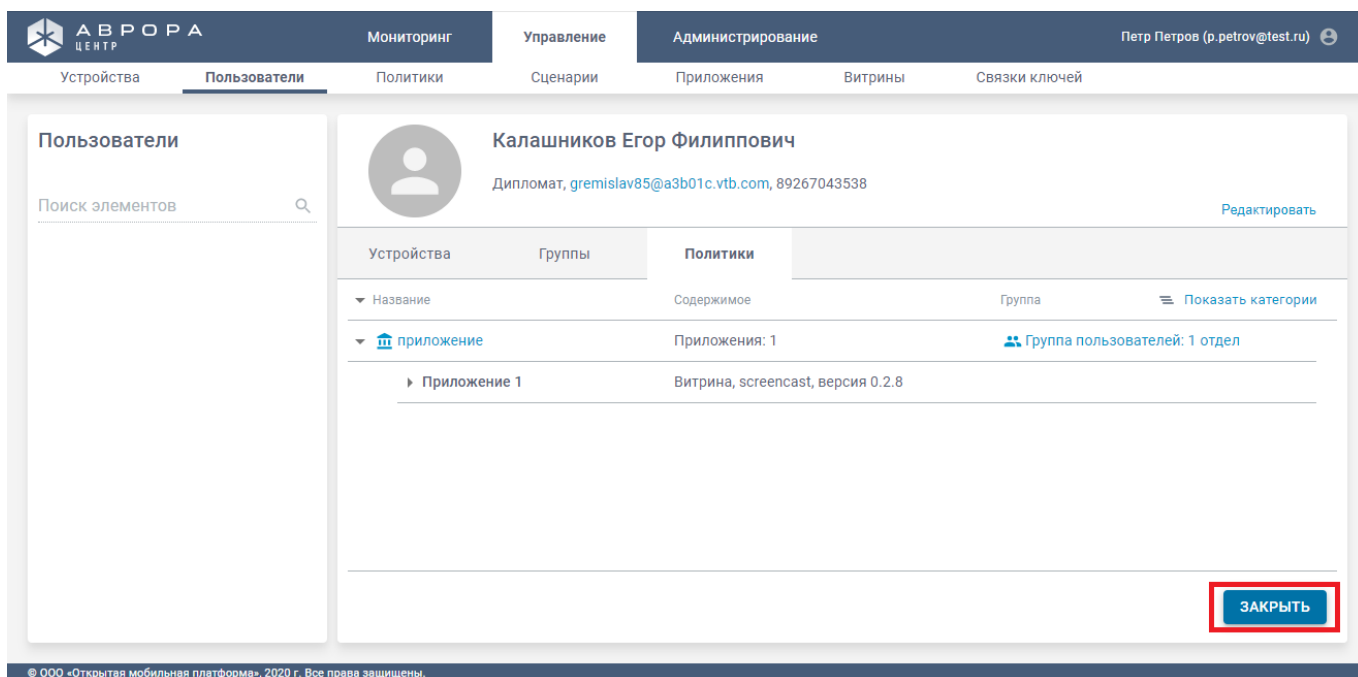 АВРОРА
ЦЕНТР
Мониторинг Управление Администрирование Петр Петров (p.petrov@test.ru)
Устройства Пользователи Политики Сценарии Приложения Витрины Связки ключей
Пользователи
Поиск элементов
Калашников Егор Филиппович
Дипломат, gremislav85@a3b01c.vtb.com, 89267043538
Редактировать
Устройства Группы Политики
Название Содержимое Группа Показать категории
приложение Приложения: 1 Группа пользователей: 1 отдел
Приложение 1 Витрина, screencast, версия 0.2.8
ЗАКРЫТЬ
© ООО «Открытая мобильная платформа», 2020 г. Все права защищены.